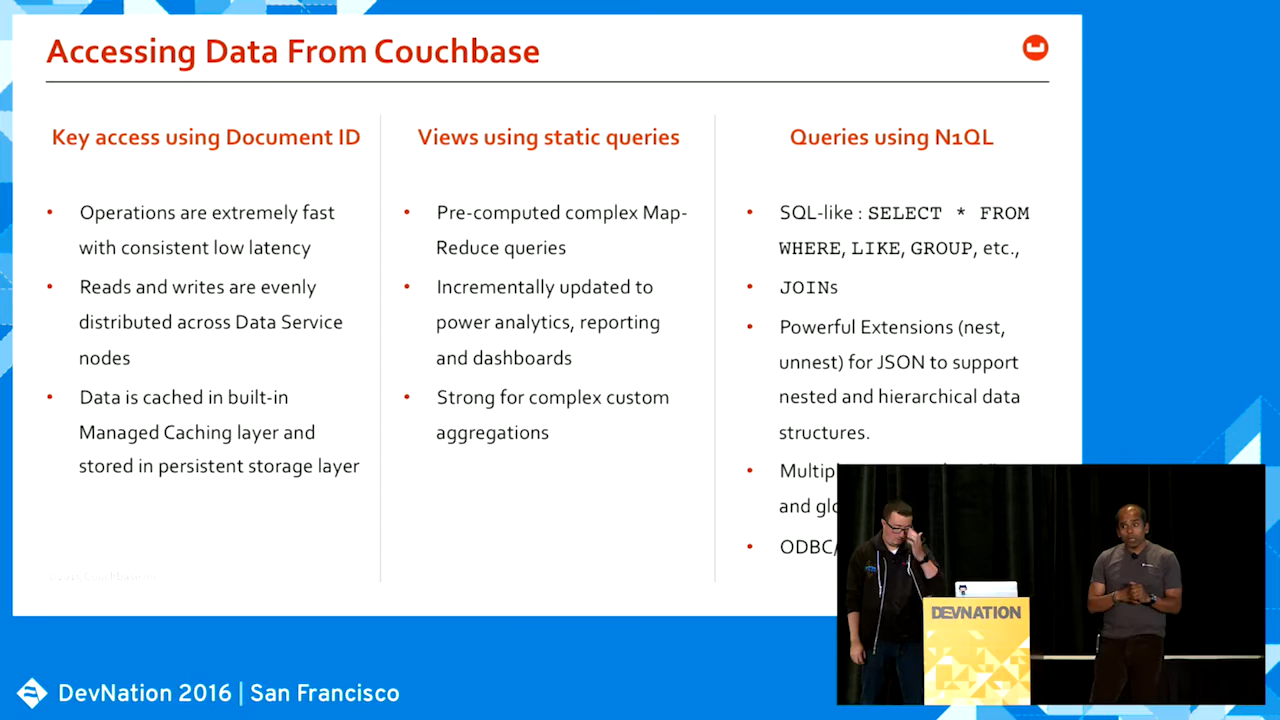 Accessing Data From Couchbase
Key access using Document ID
• Operations are extremely fast
with consistent low latency
• Reads and writes are evenly
distributed across Data Service
nodes
• Data is cached in built-in
Managed Caching layer and
stored in persistent storage layer
Views using static queries
• Pre-computed complex Map-
Reduce queries
• Incrementally updated to
power analytics, reporting
and dashboards
• Strong for complex custom
aggregations
Queries using N1QL
• SQL-like : SELECT * FROM
WHERE, LIKE, GROUP, etc.,
• JOINs
• Powerful Extensions (nest,
unnest) for JSON to support
nested and hierarchical data
structures.
• Multip
and glo
• ODBC/
DEVNATION
DevNation 2016 | San Francisco